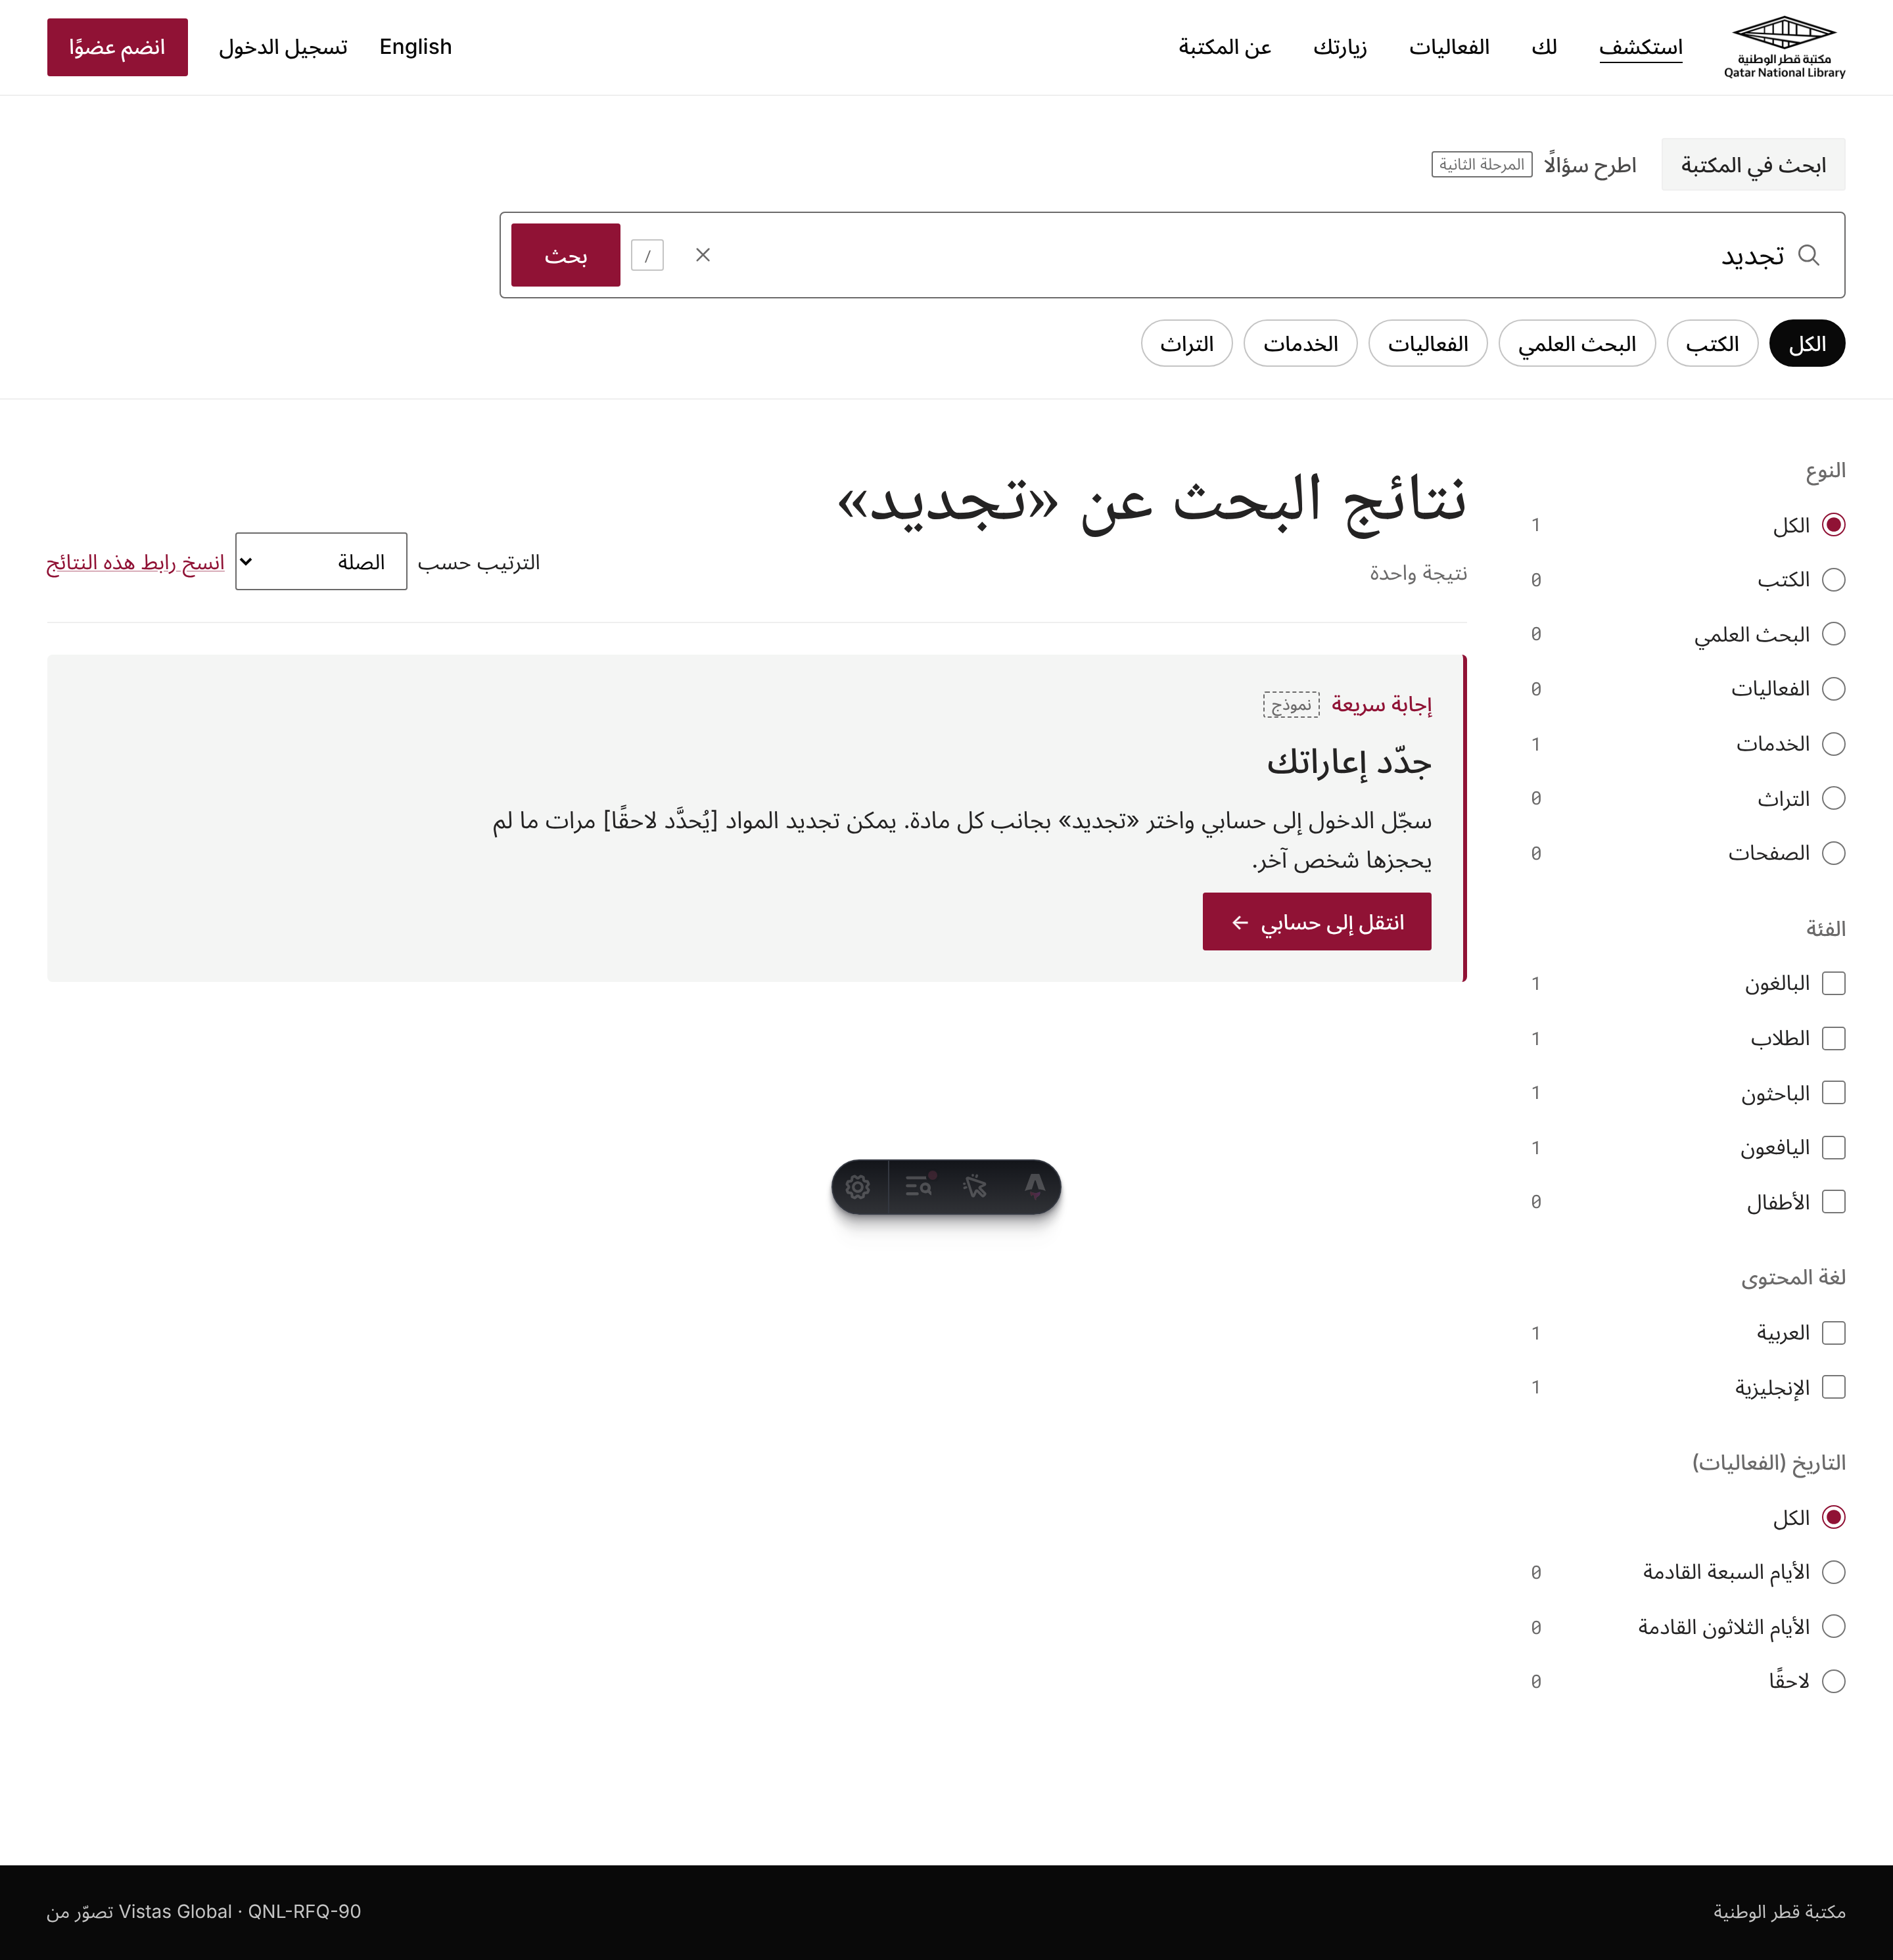 مكتبة قطر الوطنية
Qatar National Library
استكشف
لك
الفعاليات
زيارتك
عن المكتبة
English
تسجيل الدخول
انضم عضوًا
ابحث في المكتبة
اطرح سؤالًا
المرحلة الثانية
تجديد
/
بحث
الكل
الكتب
البحث العلمي
الفعاليات
الخدمات
التراث
النوع
الكل 1
الكتب 0
البحث العلمي 0
الفعاليات 0
الخدمات 1
التراث 0
الصفحات 0
الفئة
البالغون 1
الطلاب 1
الباحثون 1
اليافعون 1
الأطفال 0
لغة المحتوى
العربية 1
الإنجليزية 1
التاريخ (الفعاليات)
الكل
الأيام السبعة القادمة 0
الأيام الثلاثون القادمة 0
لاحقًا 0
نتائج البحث عن «تجديد»
نتيجة واحدة
الترتيب حسب
الصلة
انسخ رابط هذه النتائج
إجابة سريعة
نموذج
جدّد إعاراتك
سجّل الدخول إلى حسابي واختر «تجديد» بجانب كل مادة. يمكن تجديد المواد [يُحدَّد لاحقًا] مرات ما لم
يحجزها شخص آخر.
انتقل إلى حسابي ←
مكتبة قطر الوطنية
تصوّر من Vistas Global · QNL-RFQ-90